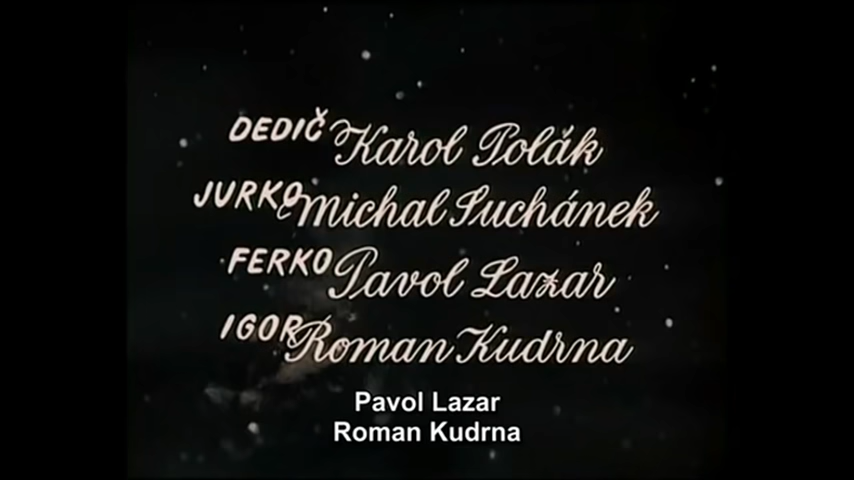 DEDIČ Karol Polák
JURKO Michal Suchánek
FERKO Pavol Lazar
IGOR Roman Kudrna
Pavol Lazar
Roman Kudrna